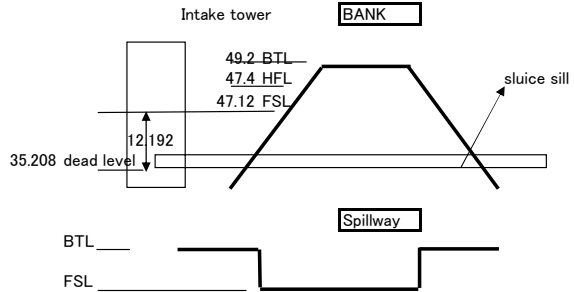 Intake tower
BANK
49.2 BTL
47.4 HFL
47.12 FSL
sluice sill
12.192
35.208 dead level
Spillway
BTL
FSL